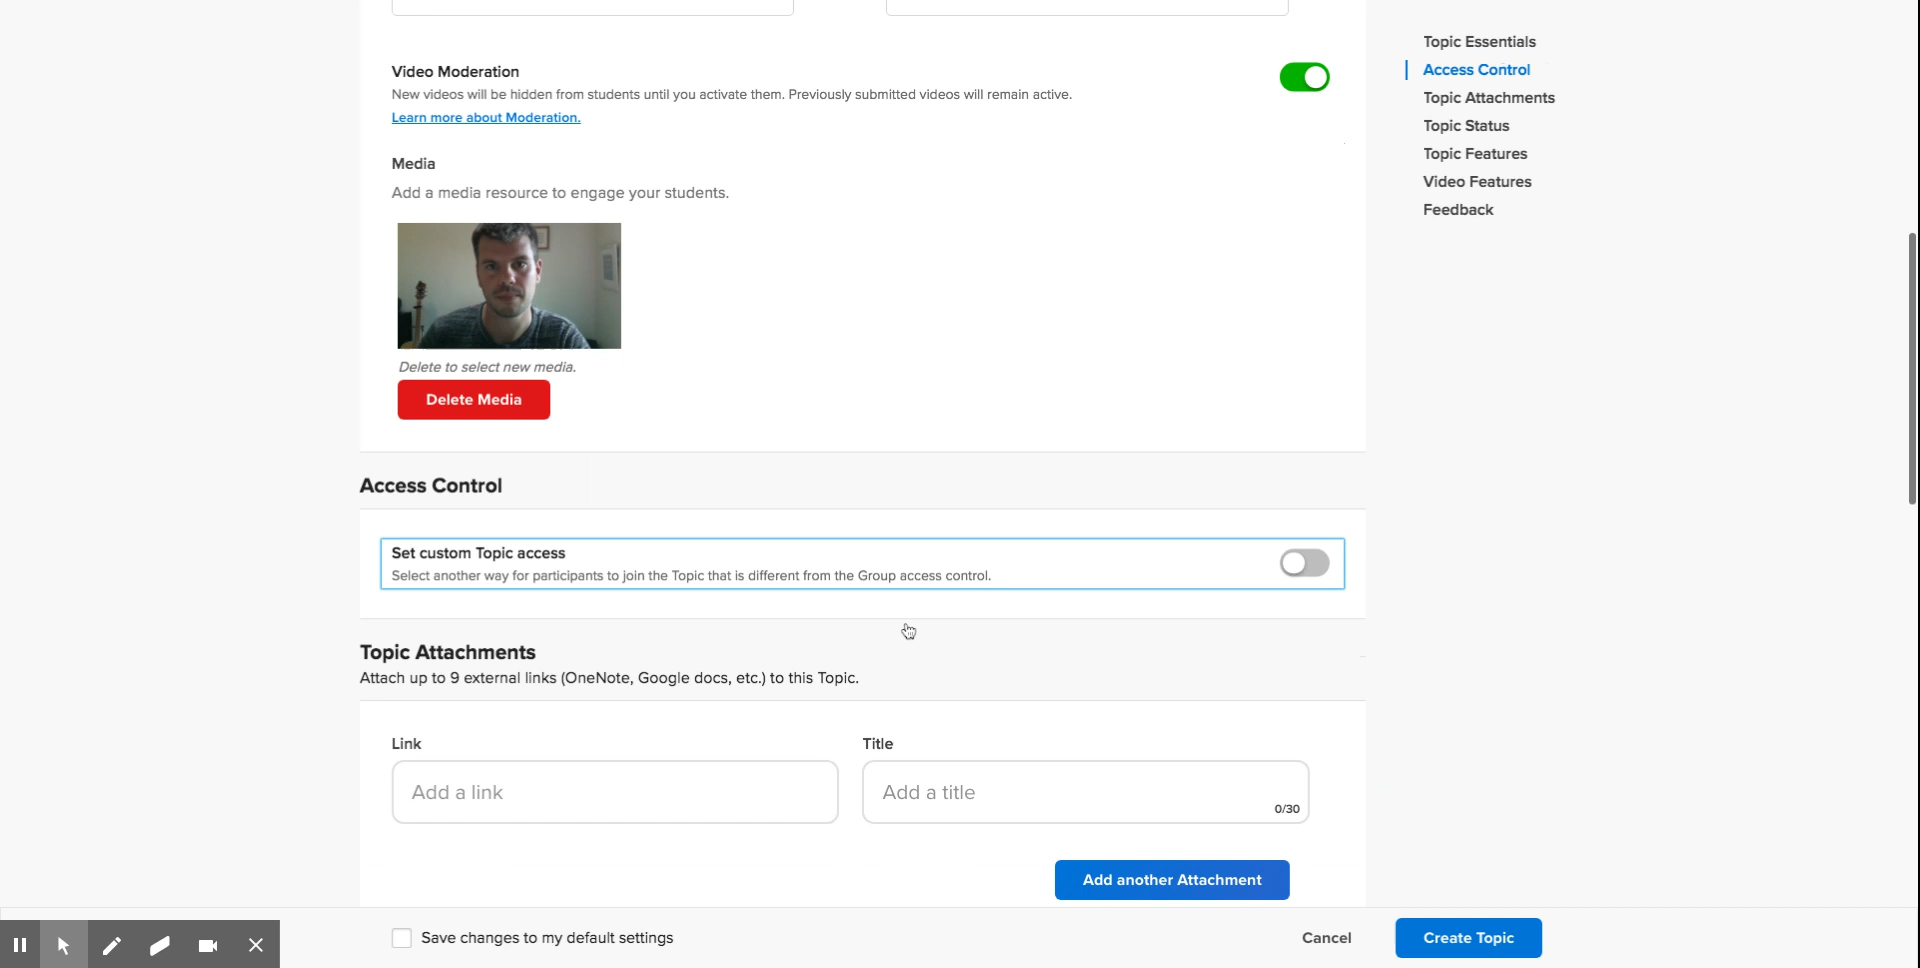 Video Moderation
New videos will be hidden from students until you activate them. Previously submitted videos will remain active.
Learn more about Moderation.
Media
Add a media resource to engage your students.
Delete to select new media.
Delete Media
Access Control
Set custom Topic access
Select another way for participants to join the Topic that is different from the Group access control.
Topic Attachments
Attach up to 9 external links (OneNote, Google docs, etc.) to this Topic.
Link
Title
Add a link
Add a title
0/30
Add another Attachment
Save changes to my default settings
Cancel
Create Topic
Topic Essentials
Access Control
Topic Attachments
Topic Status
Topic Features
Video Features
Feedback